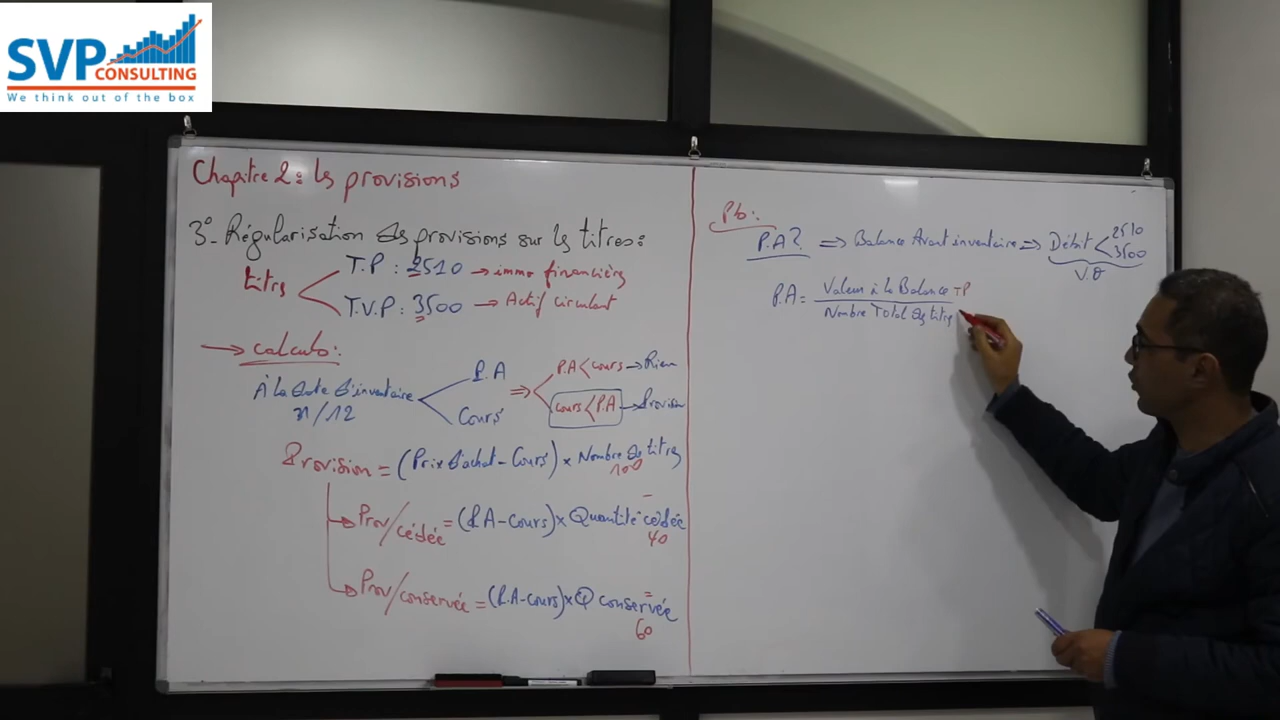 SVP
CONSULTING
We think out of the box
Chapitre 2: les provisions
3°- Régularisation des provisions sur les titres:
titres
T.P : 2510 → immo financières
T.V.P : 3500 → Actif circulant
→ calculs:
À la date d'inventaire
31/12
P.A
Cours
⇒
P.A < cours → Rien
cours < P.A → Provision
Provision = (Prix d'achat - Cours) × Nombre de titres
100
Prov/cédée = (P.A - cours) × Quantité cédée
40
Prov/conservée = (P.A - cours) × Q conservée
60
Pb:
P.A? ⇒ Balance Avant inventaire ⇒ Débit < 2510
3500
V.O
P.A = Valeur à la Balance TP
Nombre Total des titres